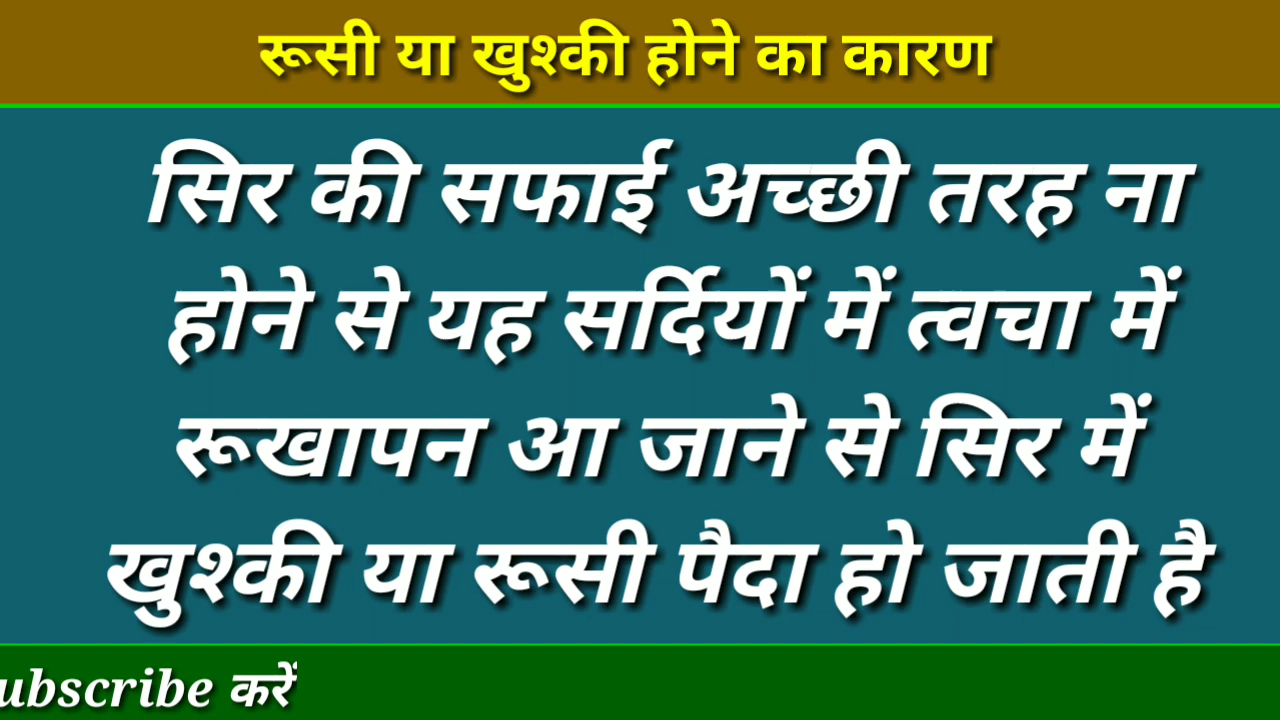 रूसी या खुश्की होने का कारण
सिर की सफाई अच्छी तरह ना
होने से यह सर्दियों में त्वचा में
रूखापन आ जाने से सिर में
खुश्की या रूसी पैदा हो जाती है
ubscribe करें